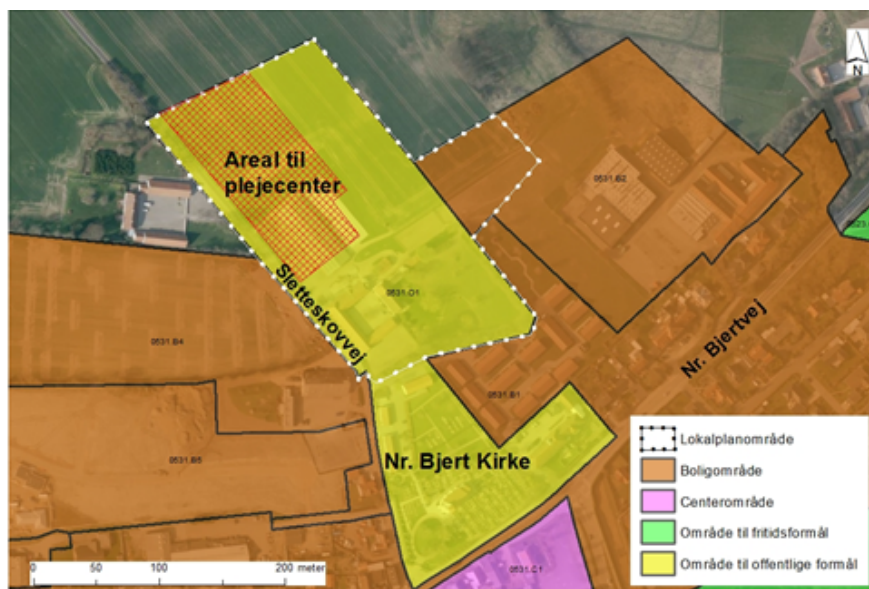 N
Areal til
plejecenter
0531.B2
Sletteskovvej
0531.O1
0531.B4
Nr. Bjertvej
0531.B1
0531.B5
Nr. Bjert Kirke
0531.C1
Lokalplanområde
Boligområde
Centerområde
Område til fritidsformål
Område til offentlige formål
0 50 100 200
meter